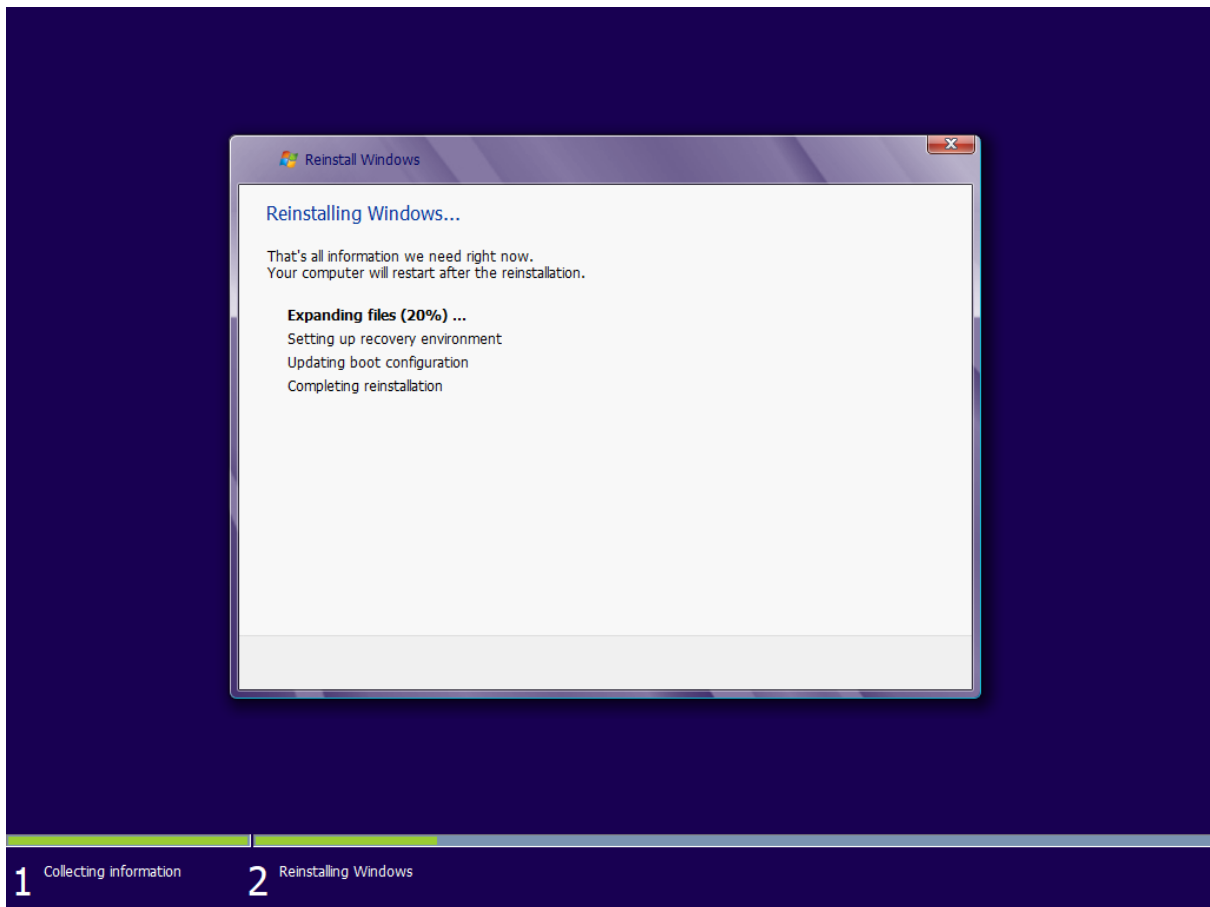 Reinstall Windows
Reinstalling Windows...
That's all information we need right now.
Your computer will restart after the reinstallation.
Expanding files (20%) ...
Setting up recovery environment
Updating boot configuration
Completing reinstallation
1 Collecting information
2 Reinstalling Windows